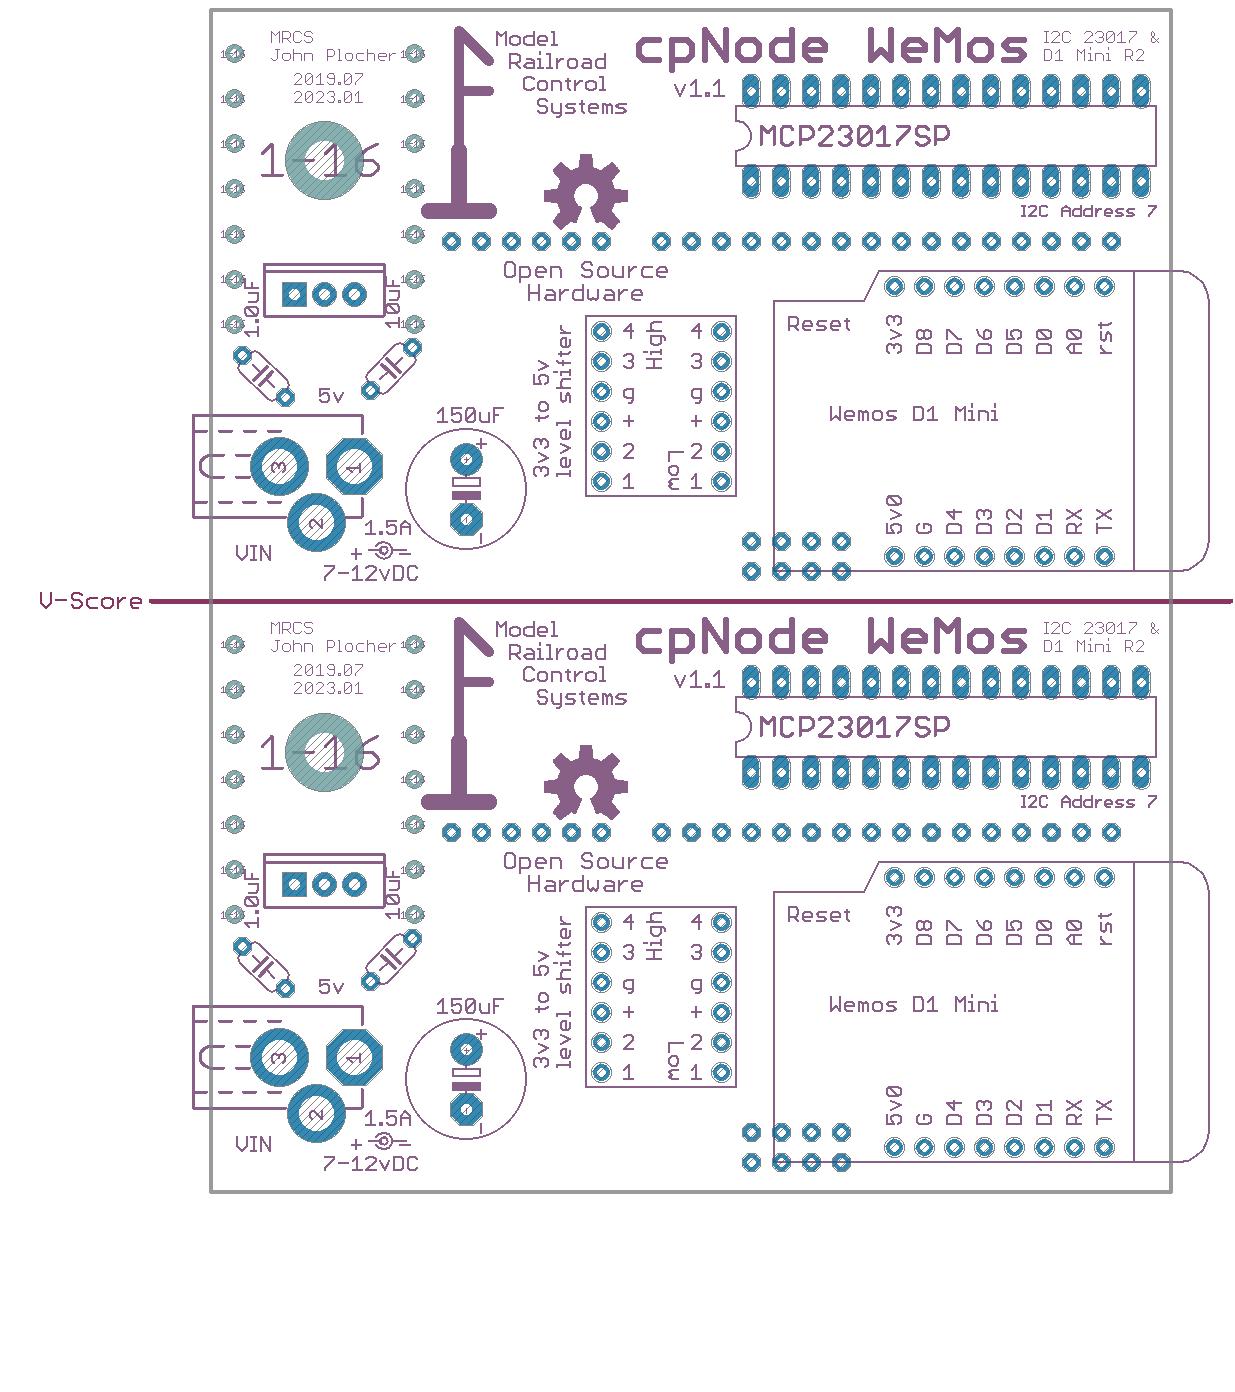 MRCS
John Plocher
2019.07
2023.01
1-16
Model
Railroad
Control
Systems
cpNode WeMos
v1.1
I2C 23017 &
D1 Mini R2
MCP23017SP
I2C Address 7
Open Source
Hardware
1.0uF
10uF
5v
150uF
+
-
3
1
2
VIN
1.5A
+ -
7-12vDC
3v3 to 5v
level shifter
4 High 4
3 3
g g
+ +
2 Low 2
1 1
Reset
3v3 D8 D7 D6 D5 D0 A0 rst
Wemos D1 Mini
5v0 G D4 D3 D2 D1 RX TX
V-Score
MRCS
John Plocher
2019.07
2023.01
1-16
Model
Railroad
Control
Systems
cpNode WeMos
v1.1
I2C 23017 &
D1 Mini R2
MCP23017SP
I2C Address 7
Open Source
Hardware
1.0uF
10uF
5v
150uF
+
-
3
1
2
VIN
1.5A
+ -
7-12vDC
3v3 to 5v
level shifter
4 High 4
3 3
g g
+ +
2 Low 2
1 1
Reset
3v3 D8 D7 D6 D5 D0 A0 rst
Wemos D1 Mini
5v0 G D4 D3 D2 D1 RX TX